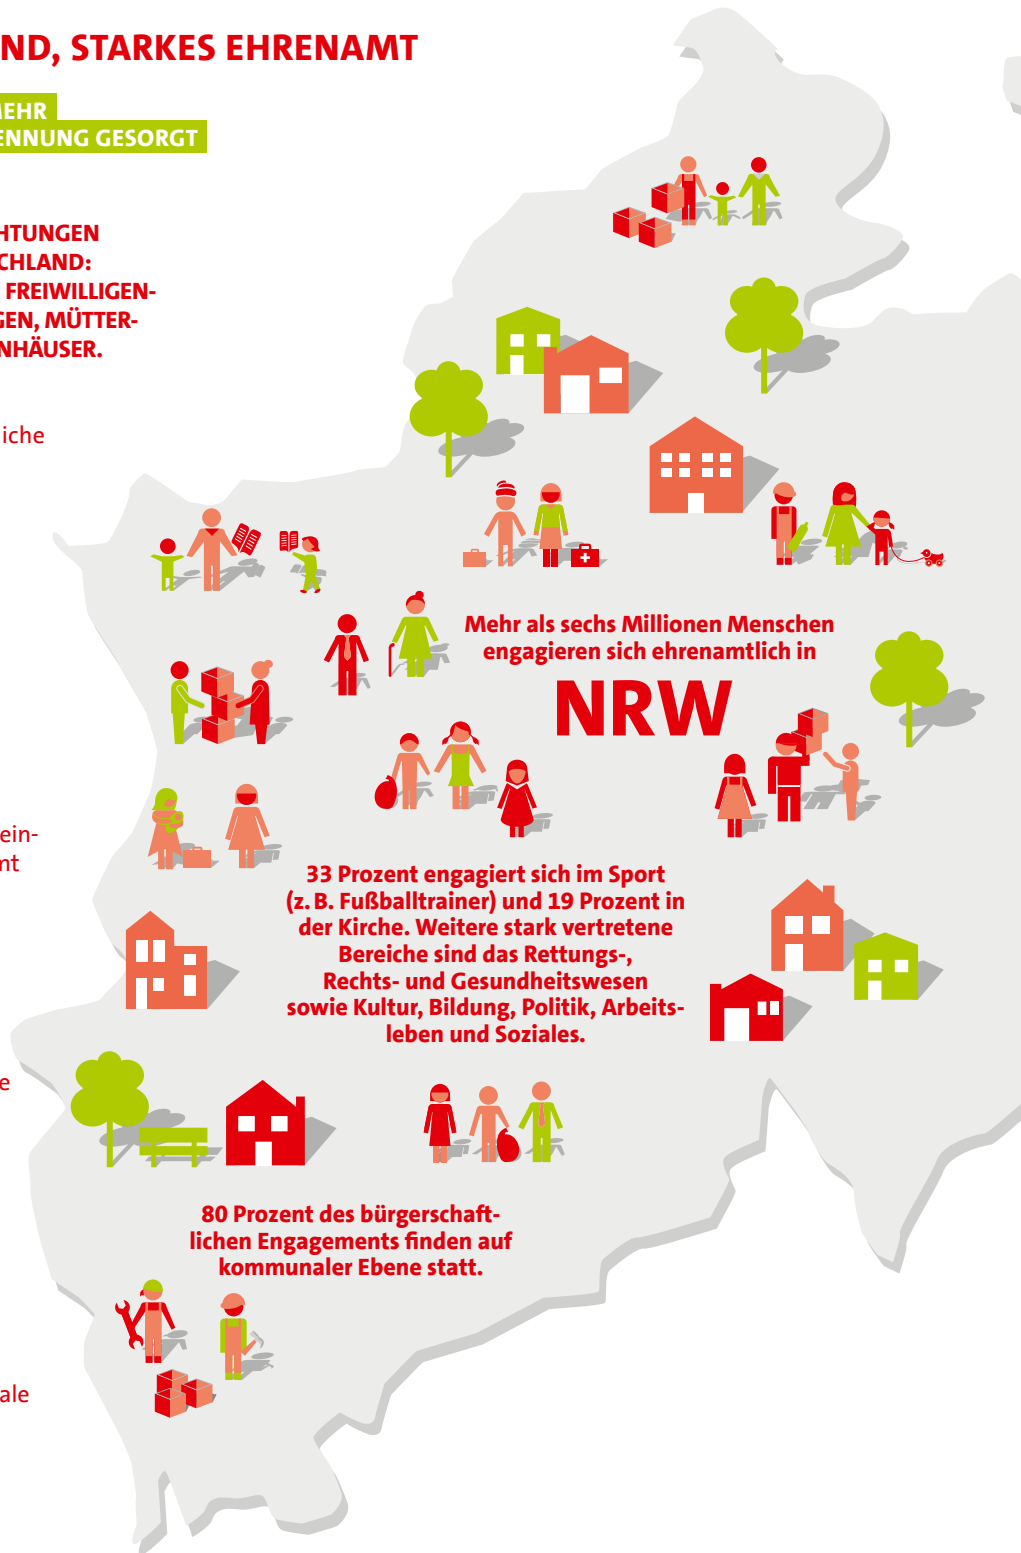 ND, STARKES EHRENAMT
MEHR
ENNUNG GESORGT
HTUNGEN
SCHLAND:
FREIWILLIGEN-
GEN, MÜTTER-
NHÄUSER.
iche
Mehr als sechs Millionen Menschen
engagieren sich ehrenamtlich in
NRW
ein-
mt
33 Prozent engagiert sich im Sport
(z. B. Fußballtrainer) und 19 Prozent in
der Kirche. Weitere stark vertretene
Bereiche sind das Rettungs-,
Rechts- und Gesundheitswesen
sowie Kultur, Bildung, Politik, Arbeits-
leben und Soziales.
e
80 Prozent des bürgerschaft-
lichen Engagements finden auf
kommunaler Ebene statt.
ale